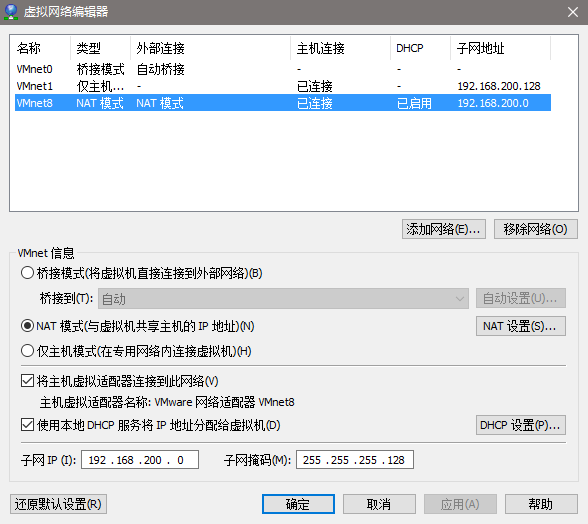 虚拟网络编辑器
名称 类型 外部连接 主机连接 DHCP 子网地址
VMnet0 桥接模式 自动桥接 - - -
VMnet1 仅主机... - 已连接 - 192.168.200.128
VMnet8 NAT 模式 NAT 模式 已连接 已启用 192.168.200.0
添加网络(E)... 移除网络(O)
VMnet 信息
桥接模式(将虚拟机直接连接到外部网络)(B)
桥接到(T): 自动 自动设置(U)...
NAT 模式(与虚拟机共享主机的 IP 地址)(N) NAT 设置(S)...
仅主机模式(在专用网络内连接虚拟机)(H)
将主机虚拟适配器连接到此网络(V)
主机虚拟适配器名称: VMware 网络适配器 VMnet8
使用本地 DHCP 服务将 IP 地址分配给虚拟机(D) DHCP 设置(P)...
子网 IP (I): 192 . 168 . 200 . 0 子网掩码(M): 255 . 255 . 255 . 128
还原默认设置(R) 确定 取消 应用(A) 帮助